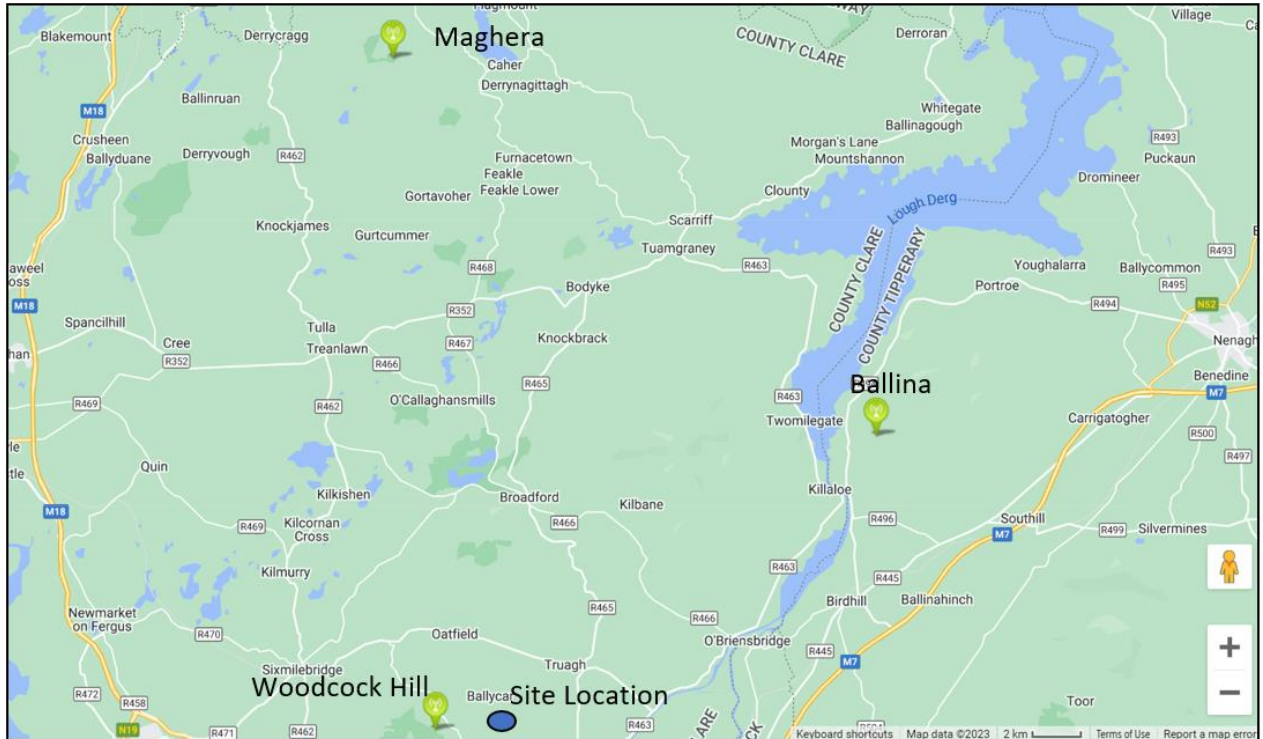 Blakemount
Derrycragg
Maghera
Caher
Derrynagittagh
COUNTY CLARE
Derroran
Village
M18
Ballinruan
Whitegate
Ballinagough
Crusheen
Ballyduane
Derryvough
R462
Furnacetown
Morgan's Lane
Mountshannon
R493
Puckaun
Feakle
Feakle Lower
Gortavoher
Clounty
Dromineer
Knockjames
Gurtcummer
Scarriff
Lough Derg
Tuamgraney
R468
R463
COUNTY CLARE
COUNTY TIPPERARY
Youghalarra
Ballycommon
R493
R495
M18
Bodyke
Portroe
R494
N52
Spancilhill
Cree
R352
Tulla
Treanlawn
R352
R467
Knockbrack
Nenagh
Benedine
R466
R465
Ballina
M7
R469
R462
O'Callaghansmills
R463
Twomilegate
Carrigatogher
R500
R497
Quin
Kilkishen
Broadford
Kilbane
Killaloe
M18
R469
Kilcornan
Cross
R466
R496
Southill
M7
R499
Silvermines
Kilmurry
R463
R445
Newmarket
on Fergus
R470
R465
R466
Birdhill
Ballinahinch
Oatfield
O'Briensbridge
R445
M7
Sixmilebridge
Truagh
Woodcock Hill
Site Location
R472
R458
Toor
N19
R471
R462
R463
Keyboard shortcuts
Map data ©2023
2 km
Terms of Use
Report a map error